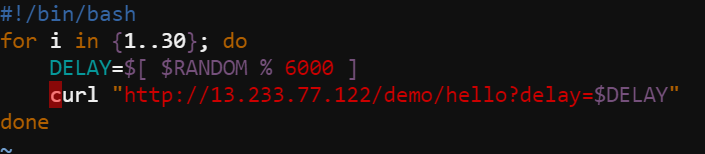 #!/bin/bash
for i in {1..30}; do
    DELAY=$[ $RANDOM % 6000 ]
    curl "http://13.233.77.122/demo/hello?delay=$DELAY"
done
~